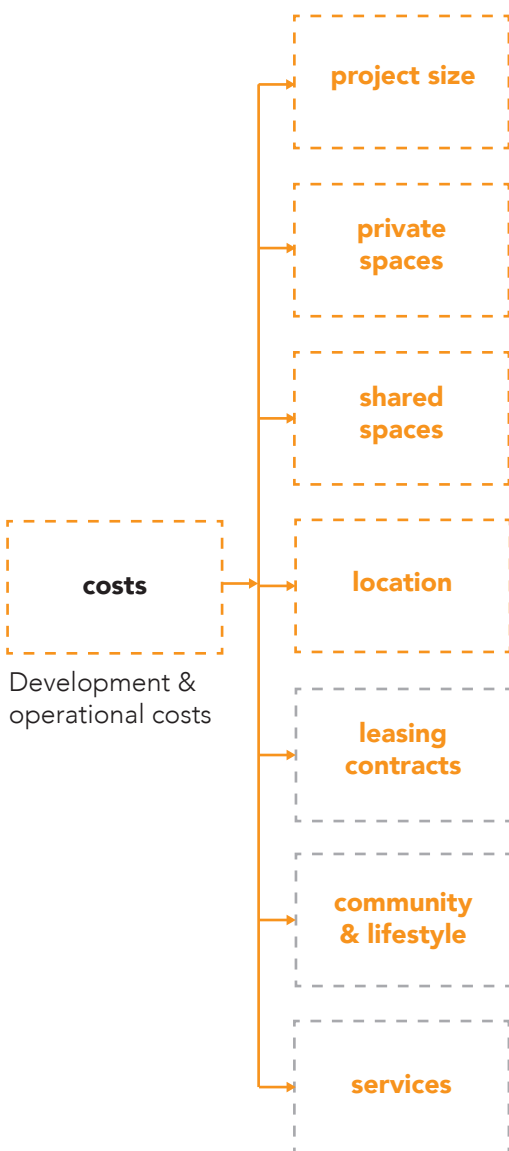 project size
private
spaces
shared
spaces
costs
location
Development &
operational costs
leasing
contracts
community
& lifestyle
services